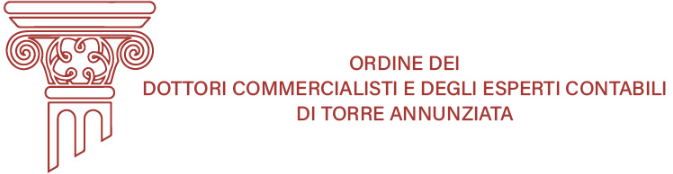 ORDINE DEI
DOTTORI COMMERCIALISTI E DEGLI ESPERTI CONTABILI
DI TORRE ANNUNZIATA